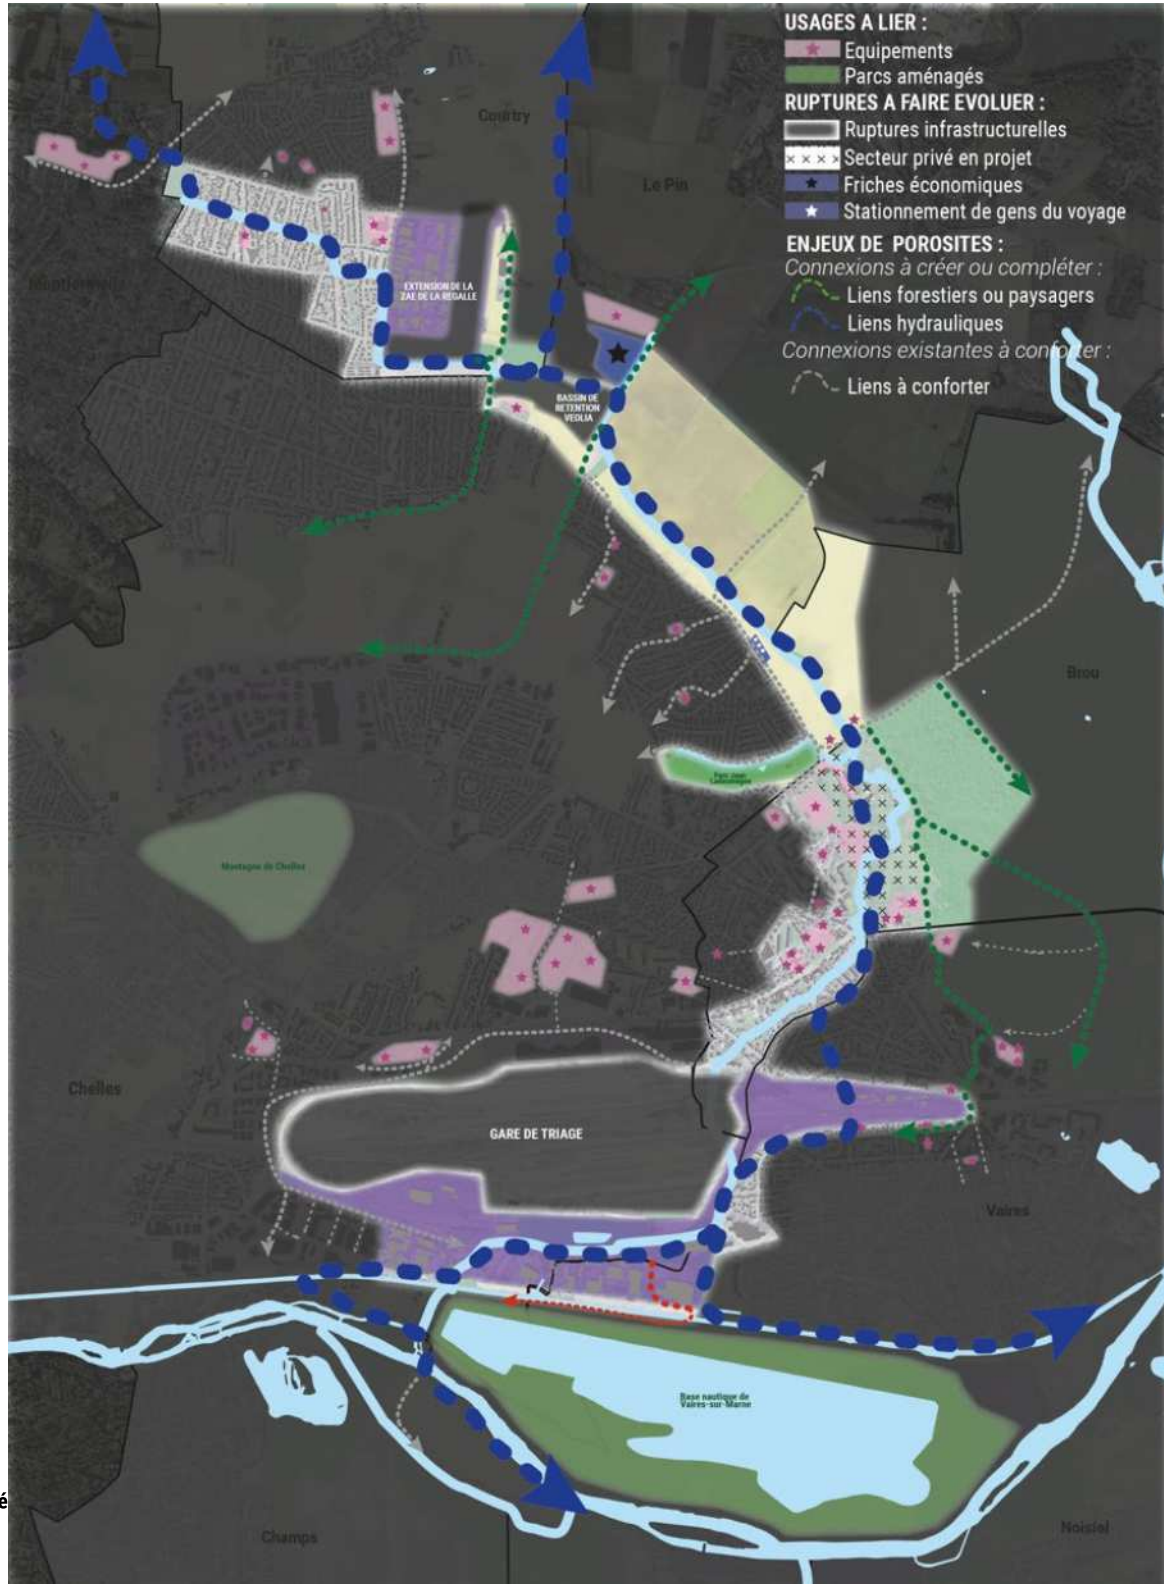 USAGES A LIER :
Equipements
Parcs aménagés
RUPTURES A FAIRE EVOLUER :
Ruptures infrastructurelles
Secteur privé en projet
Friches économiques
Stationnement de gens du voyage
ENJEUX DE POROSITES :
Connexions à créer ou compléter :
Liens forestiers ou paysagers
Liens hydrauliques
Connexions existantes à conforter :
Liens à conforter
Courtry
Le Pin
EXTENSION DE LA
ZAE DE LA REGALLE
BASSIN DE
RETENTION
VEOLIA
Brou
Montagne de Chelles
Chelles
GARE DE TRIAGE
Vaires
Base nautique de
Vaires-sur-Marne
é
Champs
Noisiel